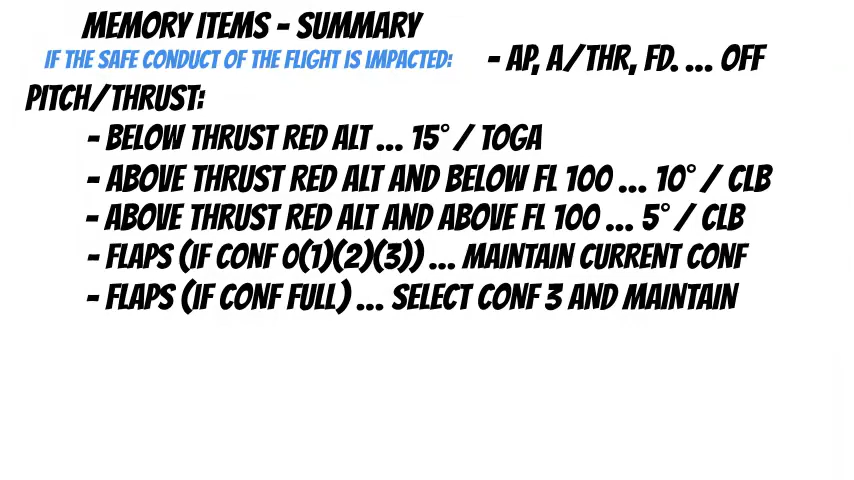 MEMORY ITEMS - SUMMARY
IF THE SAFE CONDUCT OF THE FLIGHT IS IMPACTED: - AP, A/THR, FD. ... OFF
PITCH/THRUST:
- BELOW THRUST RED ALT ... 15° / TOGA
- ABOVE THRUST RED ALT AND BELOW FL 100 ... 10° / CLB
- ABOVE THRUST RED ALT AND ABOVE FL 100 ... 5° / CLB
- FLAPS (IF CONF 0(1)(2)(3)) ... MAINTAIN CURRENT CONF
- FLAPS (IF CONF FULL) ... SELECT CONF 3 AND MAINTAIN